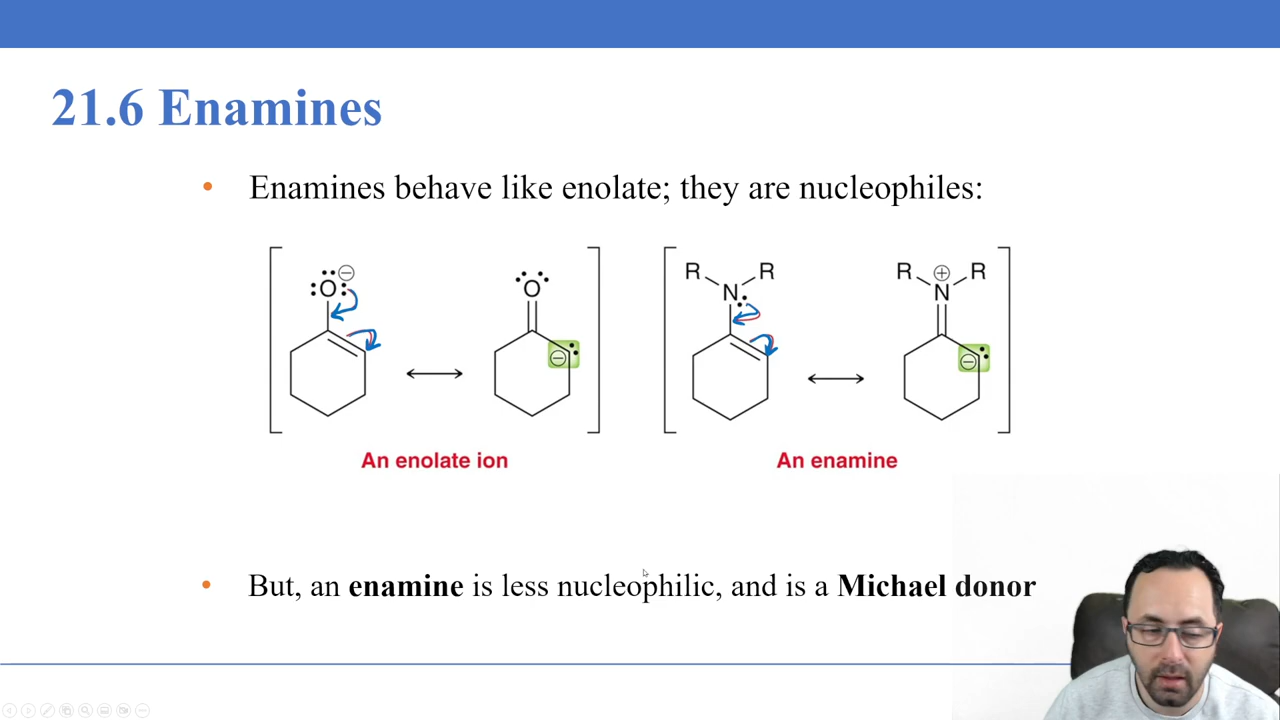 21.6 Enamines
• Enamines behave like enolate; they are nucleophiles:
O O R R N R R N
An enolate ion
An enamine
• But, an enamine is less nucleophilic, and is a Michael donor